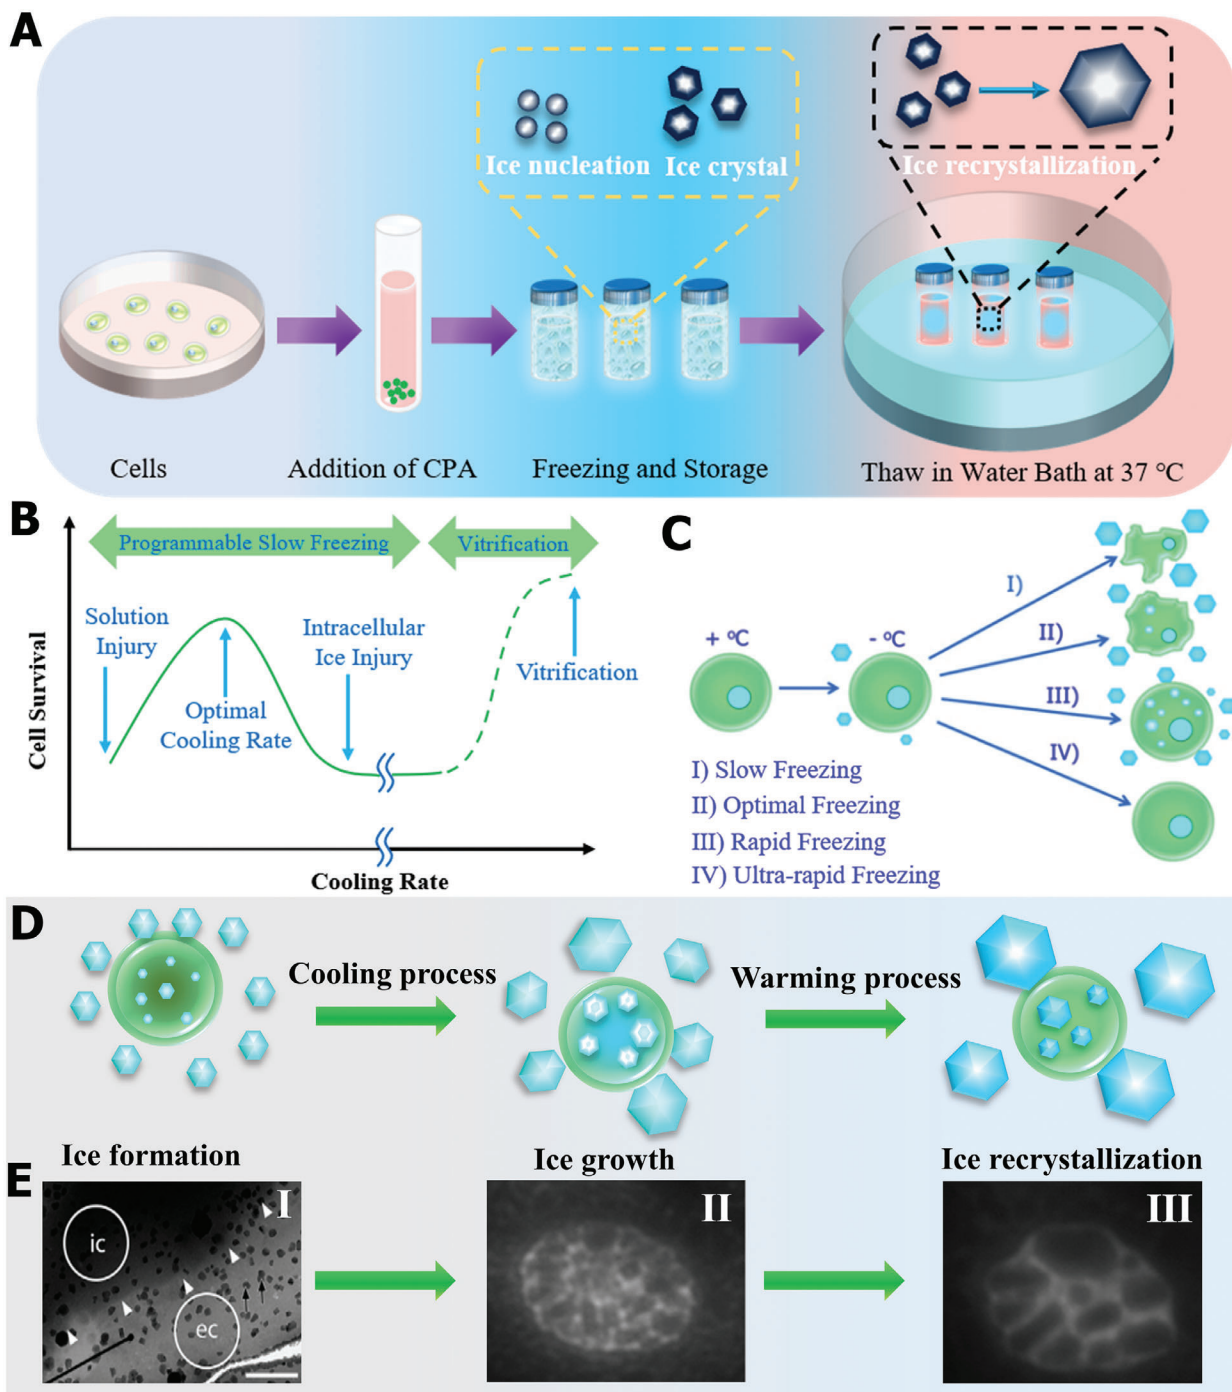 A
Ice nucleation
Ice crystal
Ice recrystallization
Cells
Addition of CPA
Freezing and Storage
Thaw in Water Bath at 37 °C
B
Programmable Slow Freezing
Vitrification
Solution
Injury
Intracellular
Ice Injury
Optimal
Cooling Rate
Vitrification
Cell Survival
Cooling Rate
C
+ °C
- °C
I)
II)
III)
IV)
I) Slow Freezing
II) Optimal Freezing
III) Rapid Freezing
IV) Ultra-rapid Freezing
D
Cooling process
Warming process
Ice formation
Ice growth
Ice recrystallization
E
I
ic
ec
II
III